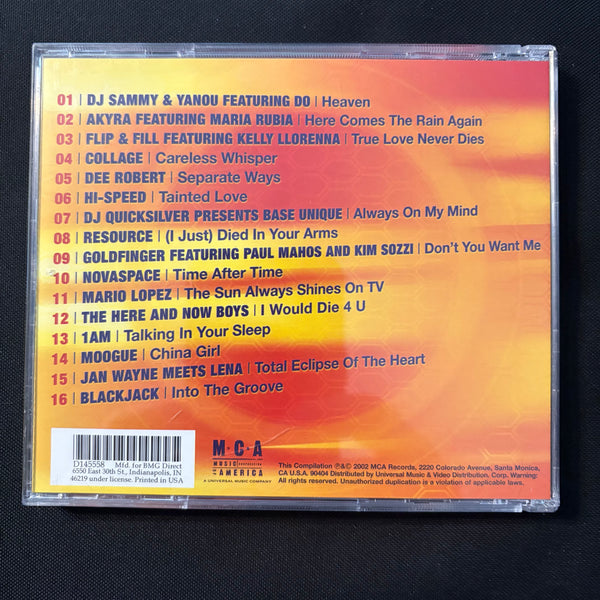 01 | DJ SAMMY & YANOU FEATURING DO | Heaven
02 | AKYRA FEATURING MARIA RUBIA | Here Comes The Rain Again
03 | FLIP & FILL FEATURING KELLY LLORENNA | True Love Never Dies
04 | COLLAGE | Careless Whisper
05 | DEE ROBERT | Separate Ways
06 | HI-SPEED | Tainted Love
07 | DJ QUICKSILVER PRESENTS BASE UNIQUE | Always On My Mind
08 | RESOURCE | (I Just) Died In Your Arms
09 | GOLDFINGER FEATURING PAUL MAHOS AND KIM SOZZI | Don't You Want Me
10 | NOVASPACE | Time After Time
11 | MARIO LOPEZ | The Sun Always Shines On TV
12 | THE HERE AND NOW BOYS | I Would Die 4 U
13 | 1AM | Talking In Your Sleep
14 | MOOGUE | China Girl
15 | JAN WAYNE MEETS LENA | Total Eclipse Of The Heart
16 | BLACKJACK | Into The Groove
D145558 Mfd. for BMG Direct
6550 East 30th St., Indianapolis, IN
46219 under license. Printed in USA
M·C·A
MUSIC CORPORATION
OF AMERICA
A UNIVERSAL MUSIC COMPANY
This Compilation ℗&© 2002 MCA Records, 2220 Colorado Avenue, Santa Monica,
CA U.S.A. 90404 Distributed by Universal Music & Video Distribution. Corp. Warning:
All rights reserved. Unauthorized duplication is a violation of applicable laws.